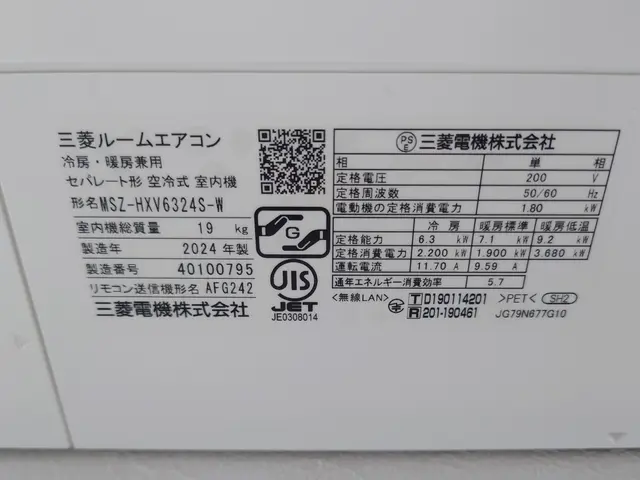 三菱ルームエアコン
冷房・暖房兼用
セパレート形 空冷式 室内機
形名 MSZ-HXV6324S-W
室内機総質量 19 kg
製造年 2024 年製
製造番号 40100795
リモコン送信機形名 AFG242
三菱電機株式会社
G
JIS
JET
JE0308014
PS
E 三菱電機株式会社
相 単 相
定格電圧 200 V
定格周波数 50/60 Hz
電動機の定格消費電力 1.80 kW
冷 房 暖房標準 暖房低温
定格能力 6.3 kW 7.1 kW 9.2 kW
定格消費電力 2.200 kW 1.900 kW 3.680 kW
運転電流 11.70 A 9.59 A
通年エネルギー消費効率 5.7
<無線LAN> T D190114201 >PET< SH2
R 201-190461 JG79N677G10